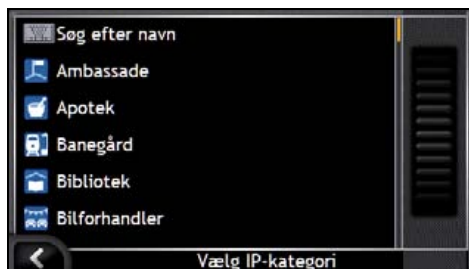 Søg efter navn
Ambassade
Apotek
Banegård
Bibliotek
Bilforhandler
Vælg IP-kategori